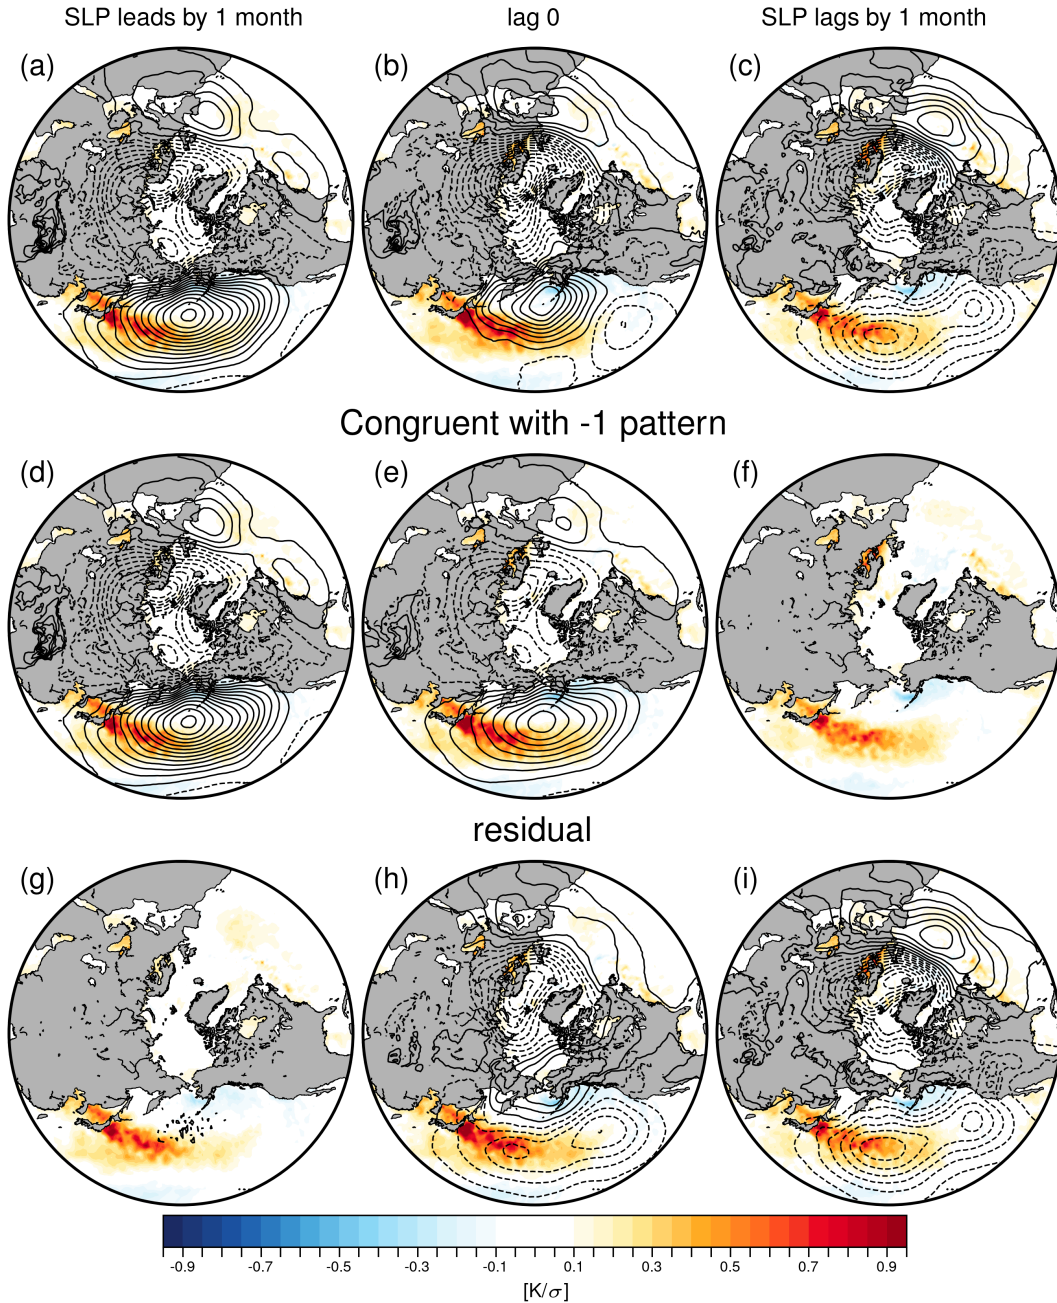 SLP leads by 1 month lag 0 SLP lags by 1 month
(a) (b) (c)
Congruent with -1 pattern
(d) (e) (f)
residual
(g) (h) (i)
-0.9 -0.7 -0.5 -0.3 -0.1 0.1 0.3 0.5 0.7 0.9
[K/σ]